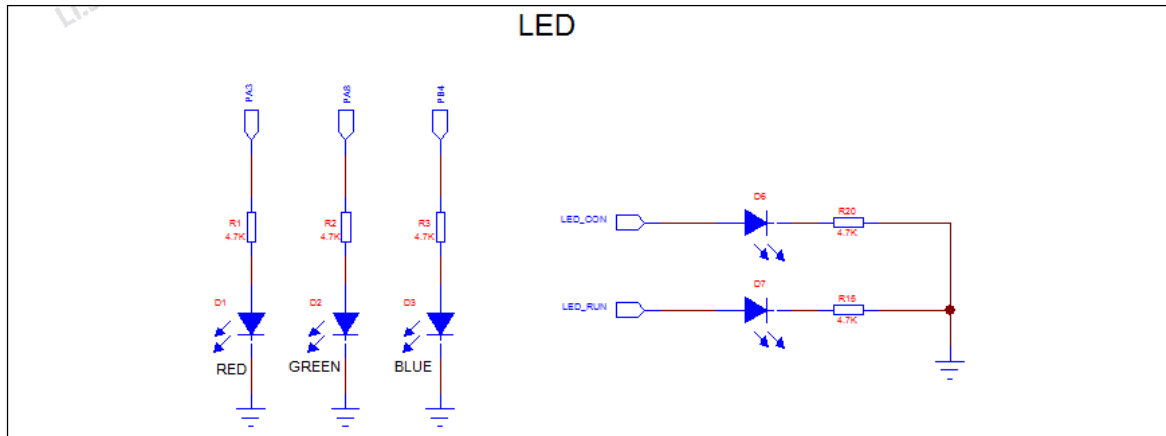 LED
PA3
PA8
PB4
R1
4.7K
R2
4.7K
R3
4.7K
D1
D2
D3
RED
GREEN
BLUE
LED_CON
D6
R20
4.7K
LED_RUN
D7
R15
4.7K